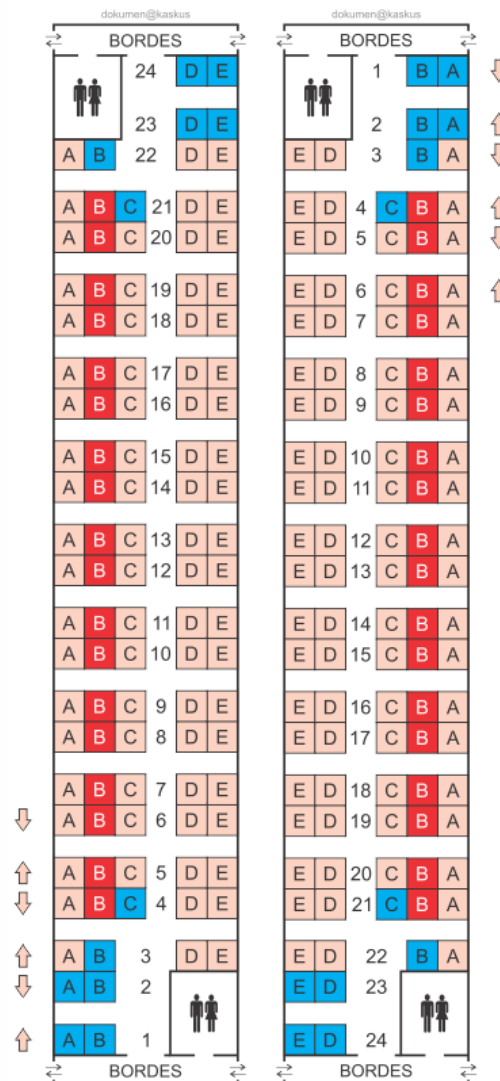 dokumen@kaskus
BORDES
24 D E
23 D E
A B 22 D E
A B C 21 D E
A B C 20 D E
A B C 19 D E
A B C 18 D E
A B C 17 D E
A B C 16 D E
A B C 15 D E
A B C 14 D E
A B C 13 D E
A B C 12 D E
A B C 11 D E
A B C 10 D E
A B C 9 D E
A B C 8 D E
A B C 7 D E
A B C 6 D E
A B C 5 D E
A B C 4 D E
A B 3 D E
A B 2
A B 1
BORDES
dokumen@kaskus
BORDES
1 B A
2 B A
E D 3 B A
E D 4 C B A
E D 5 C B A
E D 6 C B A
E D 7 C B A
E D 8 C B A
E D 9 C B A
E D 10 C B A
E D 11 C B A
E D 12 C B A
E D 13 C B A
E D 14 C B A
E D 15 C B A
E D 16 C B A
E D 17 C B A
E D 18 C B A
E D 19 C B A
E D 20 C B A
E D 21 C B A
E D 22 B A
E D 23
E D 24
BORDES